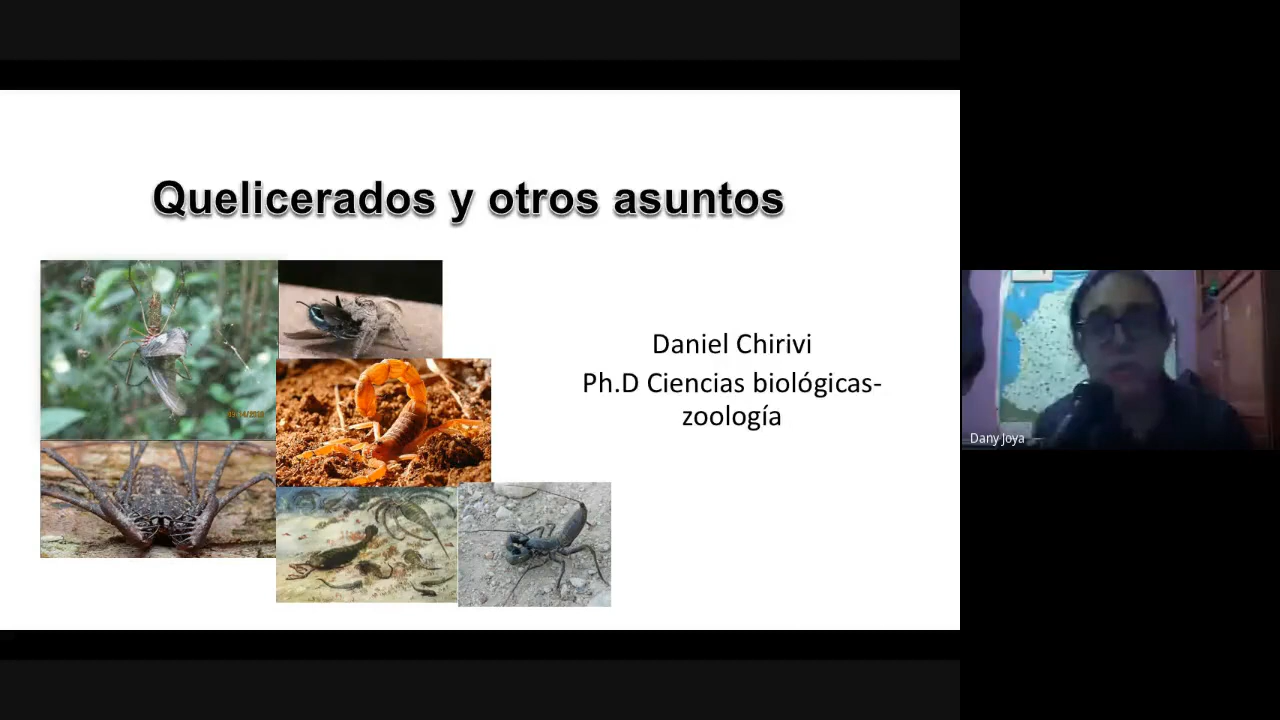 Quelicerados y otros asuntos
Daniel Chirivi
Ph.D Ciencias biológicas-
zoología
Dany Joya